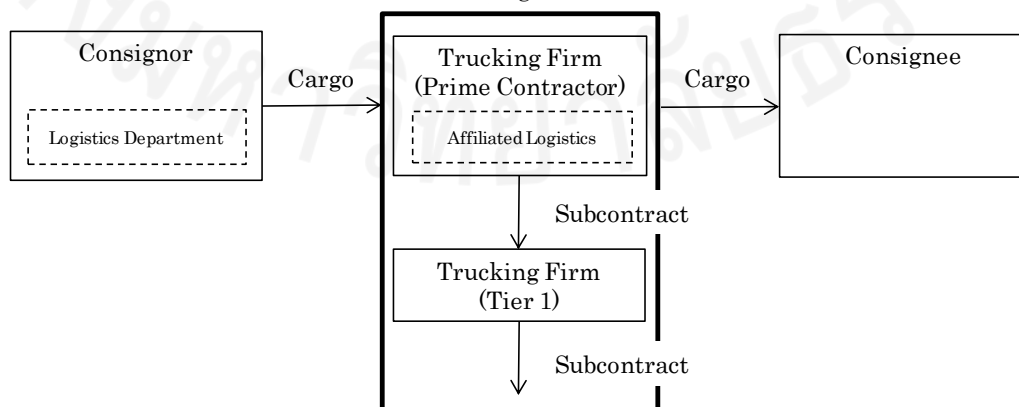 Consignor
Logistics Department
Cargo
Trucking Firm
(Prime Contractor)
Affiliated Logistics
Cargo
Consignee
Subcontract
Trucking Firm
(Tier 1)
Subcontract